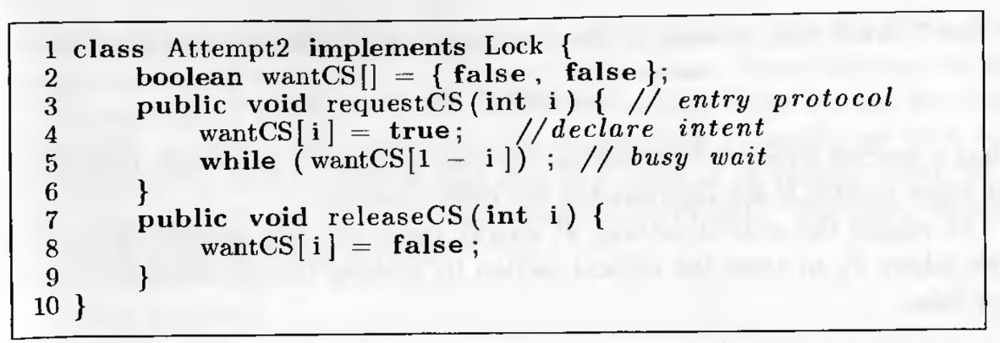 1 class Attempt2 implements Lock {
2 boolean wantCS[] = { false, false };
3 public void requestCS(int i) { // entry protocol
4 wantCS[i] = true; //declare intent
5 while (wantCS[1 - i]) ; // busy wait
6 }
7 public void releaseCS(int i) {
8 wantCS[i] = false;
9 }
10 }